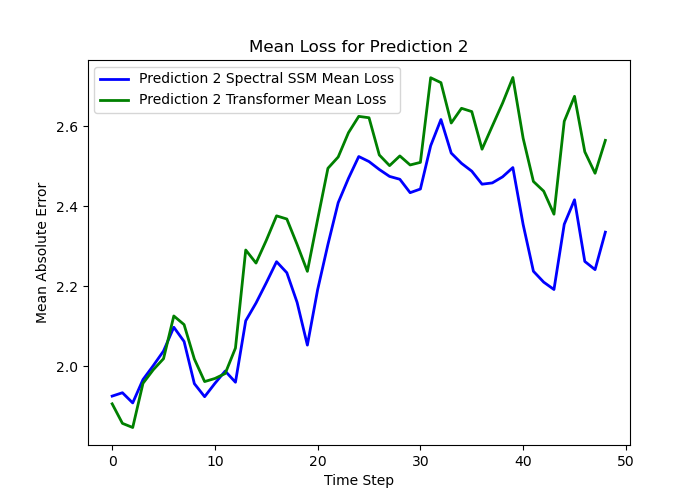 Mean Loss for Prediction 2
Prediction 2 Spectral SSM Mean Loss
Prediction 2 Transformer Mean Loss
Mean Absolute Error
2.6
2.4
2.2
2.0
0 10 20 30 40 50
Time Step